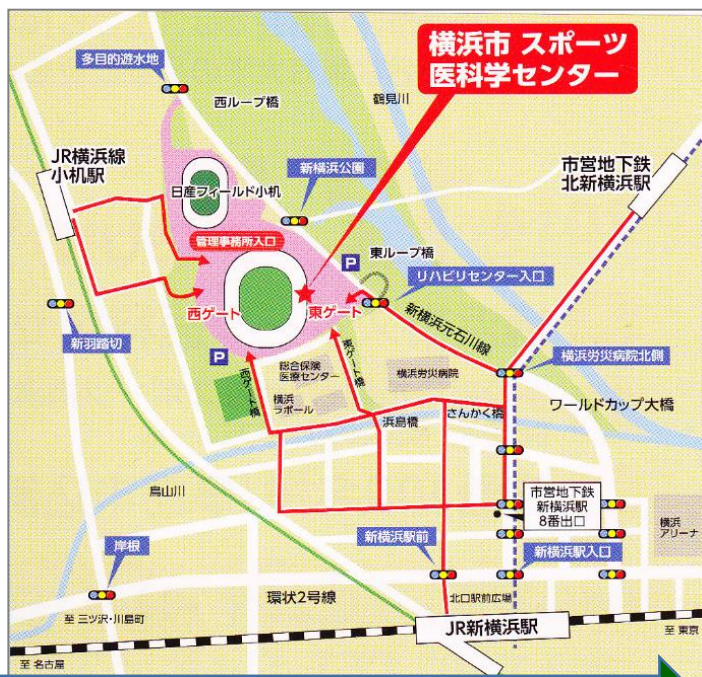 横浜市 スポーツ
医科学センター
多目的遊水地
西ループ橋
鶴見川
JR横浜線
小机駅
日産フィールド小机
新横浜公園
市営地下鉄
北新横浜駅
管理事務所入口
P
東ループ橋
リハビリセンター入口
西ゲート
東ゲート
新横浜元石川線
新羽踏切
P
西ゲート橋
総合保険
医療センター
横浜
ラポール
東ゲート橋
横浜労災病院
横浜労災病院北側
浜鳥橋
さんかく橋
ワールドカップ大橋
鳥山川
市営地下鉄
新横浜駅
8番出口
横浜
アリーナ
岸根
新横浜駅前
新横浜駅入口
環状2号線
北口駅前広場
至 三ツ沢・川島町
JR新横浜駅
至 東京
至 名古屋